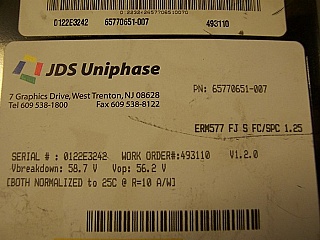 0122E3242 65770651-007 493110
JDS Uniphase
7 Graphics Drive, West Trenton, NJ 08628
Tel 609 538-1800 Fax 609 538-8122
PN: 65770651-007
ERM577 FJ S FC/SPC 1.25
SERIAL # : 0122E3242 WORK ORDER#:493110 V1.2.0
Vbreakdown: 58.7 V Vop: 56.2 V
[BOTH NORMALIZED to 25C @ R=10 A/W]